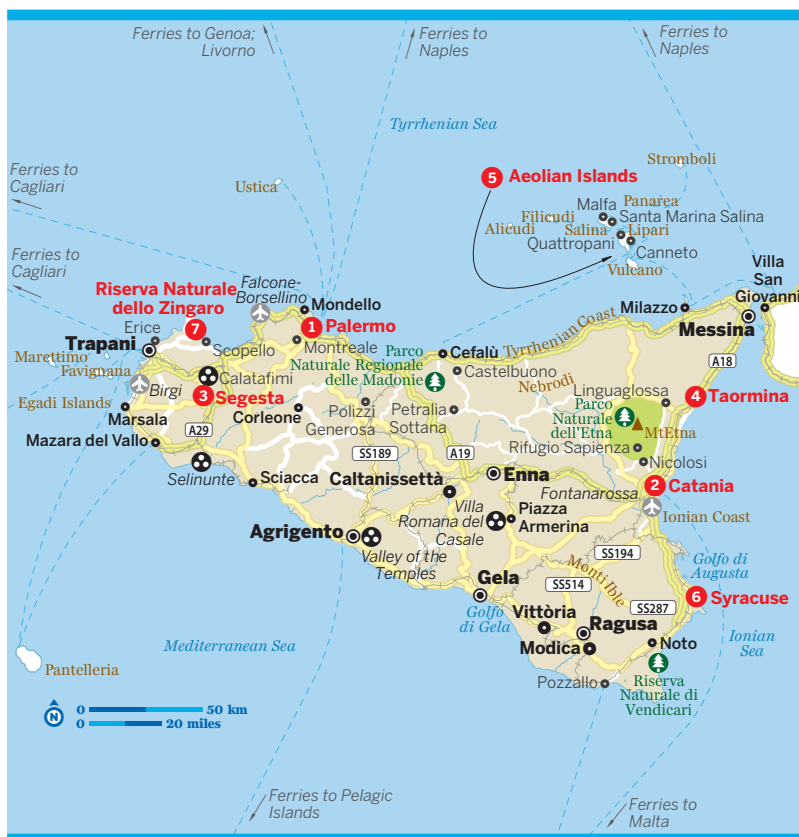 Ferries to Genoa;
Livorno
Ferries to
Naples
Ferries to
Naples
Tyrrhenian Sea
Ferries to
Cagliari
Ustica
5 Aeolian Islands
Stromboli
Malfa
Panarea
Santa Marina Salina
Filicudi
Alicudi
Salina
Lipari
Quattropani
Canneto
Vulcano
Ferries to
Cagliari
Riserva Naturale
dello Zingaro
7
Falcone-
Borsellino
Mondello
1 Palermo
Montreale
Villa
San
Giovanni
Milazzo
Messina
Tyrrhenian Coast
A18
Erice
Trapani
Scopello
Marettimo
Favignana
Birgi
Calatafimi
3 Segesta
Egadi Islands
Marsala
Mazara del Vallo
A29
Selinunte
Corleone
Sciacca
Parco
Naturale Regionale
delle Madonie
Cefalù
Castelbuono
Nebrodi
Polizzi
Generosa
Petralia
Sottana
Linguaglossa
4 Taormina
Parco
Naturale
dell'Etna
MtEtna
Rifugio Sapienza
Nicolosi
SS189
A19
Enna
Caltanissettà
Fontanarossa
2 Catania
Ionian Coast
Villa
Romana del
Casale
Piazza
Armerina
Agrigento
Valley of the
Temples
SS194
Golfo di
Augusta
Gela
Golfo
di Gela
Monti Ible
SS514
SS287
6 Syracuse
Vittòria
Ragusa
Modica
Noto
Ionian
Sea
Pozzallo
Riserva
Naturale di
Vendicari
Mediterranean Sea
Pantelleria
N
0 50 km
0 20 miles
Ferries to Pelagic
Islands
Ferries to
Malta